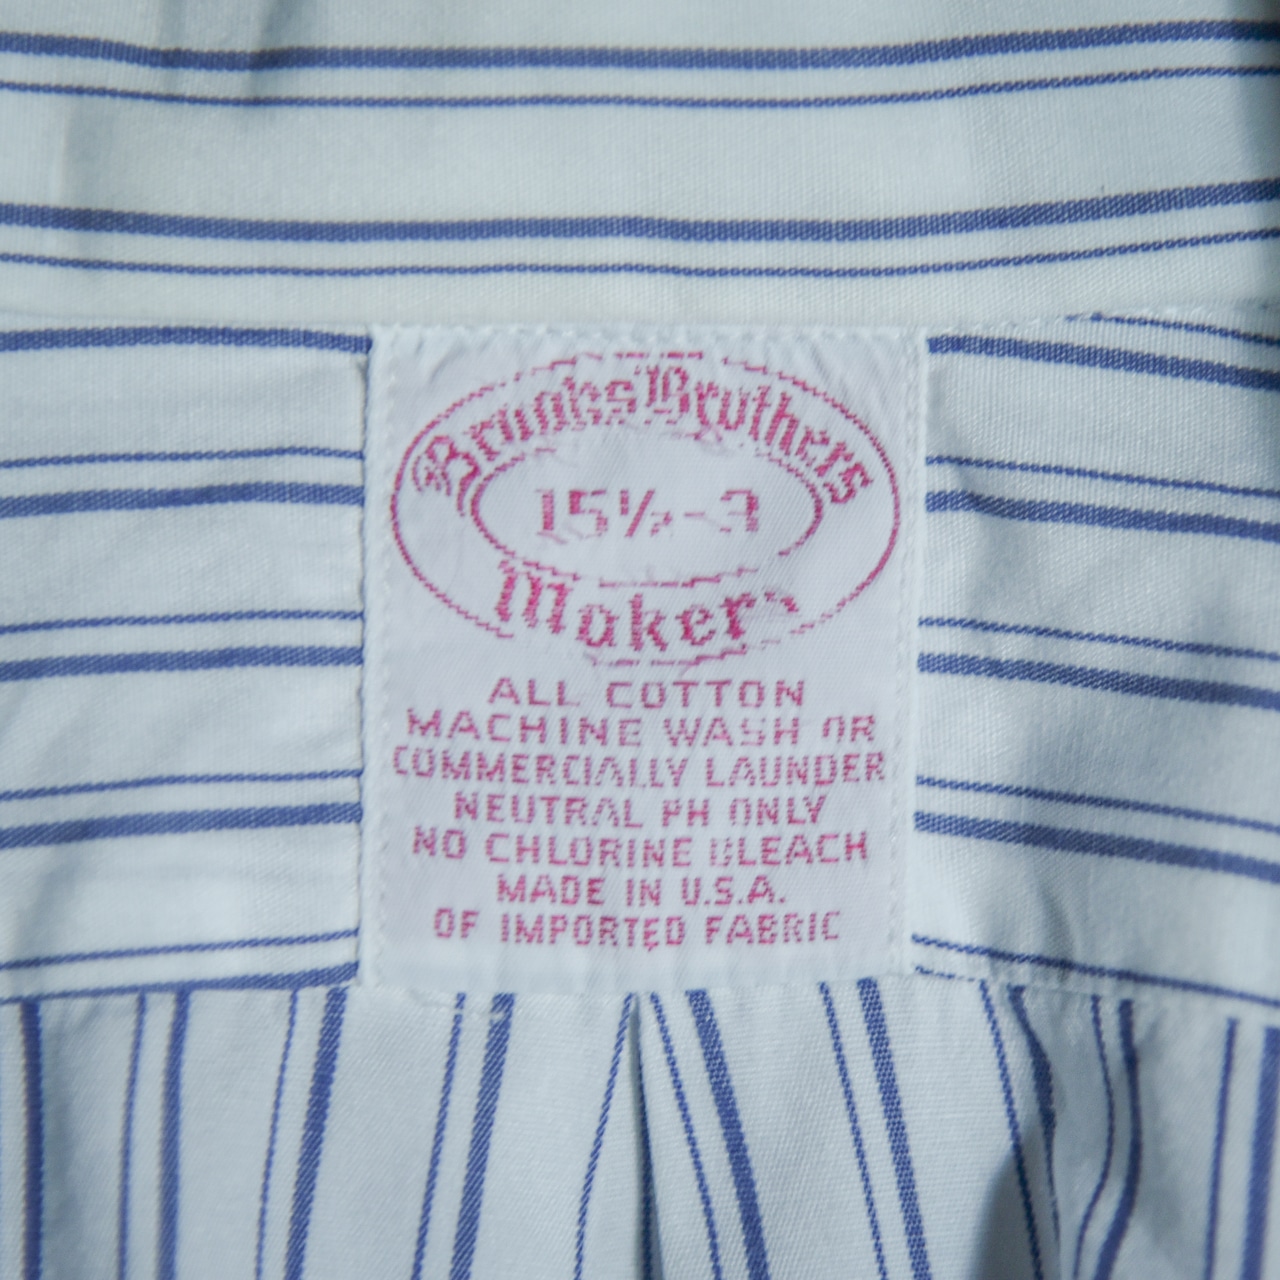 Brooks Brothers
15½-3
Makers
ALL COTTON
MACHINE WASH OR
COMMERCIALLY LAUNDER
NEUTRAL PH ONLY
NO CHLORINE BLEACH
MADE IN U.S.A.
OF IMPORTED FABRIC